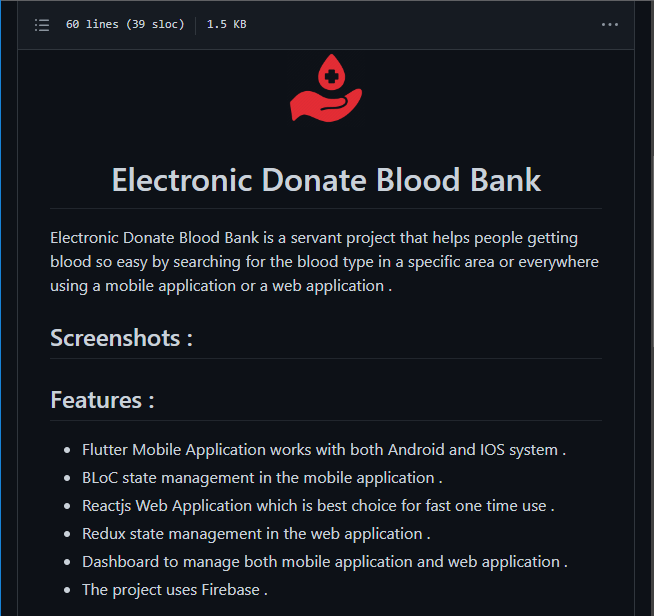 60 lines (39 sloc) 1.5 KB
Electronic Donate Blood Bank
Electronic Donate Blood Bank is a servant project that helps people getting
blood so easy by searching for the blood type in a specific area or everywhere
using a mobile application or a web application .
Screenshots :
Features :
Flutter Mobile Application works with both Android and IOS system .
BLoC state management in the mobile application .
Reactjs Web Application which is best choice for fast one time use .
Redux state management in the web application .
Dashboard to manage both mobile application and web application .
The project uses Firebase .